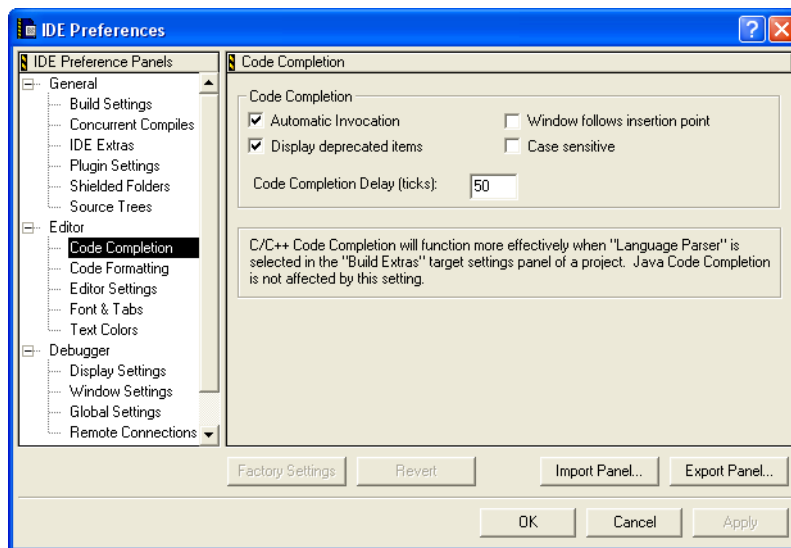 IDE Preferences
IDE Preference Panels
General
Build Settings
Concurrent Compiles
IDE Extras
Plugin Settings
Shielded Folders
Source Trees
Editor
Code Completion
Code Formatting
Editor Settings
Font & Tabs
Text Colors
Debugger
Display Settings
Window Settings
Global Settings
Remote Connections
Code Completion
Code Completion
Automatic Invocation
Window follows insertion point
Display deprecated items
Case sensitive
Code Completion Delay (ticks): 50
C/C++ Code Completion will function more effectively when "Language Parser" is
selected in the "Build Extras" target settings panel of a project. Java Code Completion
is not affected by this setting.
Factory Settings
Revert
Import Panel...
Export Panel...
OK
Cancel
Apply